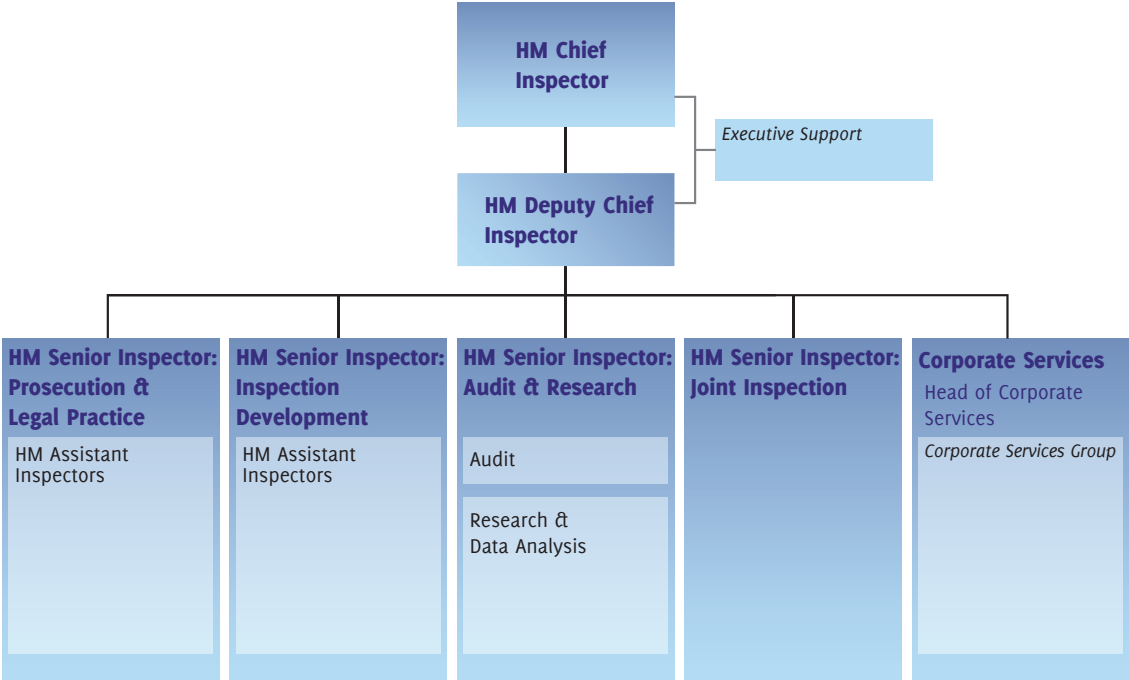 HM Chief
Inspector
Executive Support
HM Deputy Chief
Inspector
HM Senior Inspector:
Prosecution &
Legal Practice
HM Assistant
Inspectors
HM Senior Inspector:
Inspection
Development
HM Assistant
Inspectors
HM Senior Inspector:
Audit & Research
Audit
Research &
Data Analysis
HM Senior Inspector:
Joint Inspection
Corporate Services
Head of Corporate
Services
Corporate Services Group